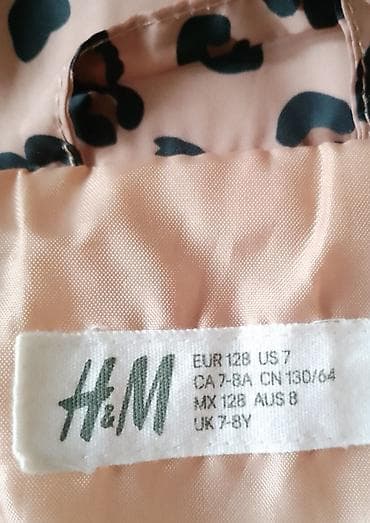 H&M
EUR 128 US 7
CA 7-8A CN 130/64
MX 128 AUS 8
UK 7-8Y